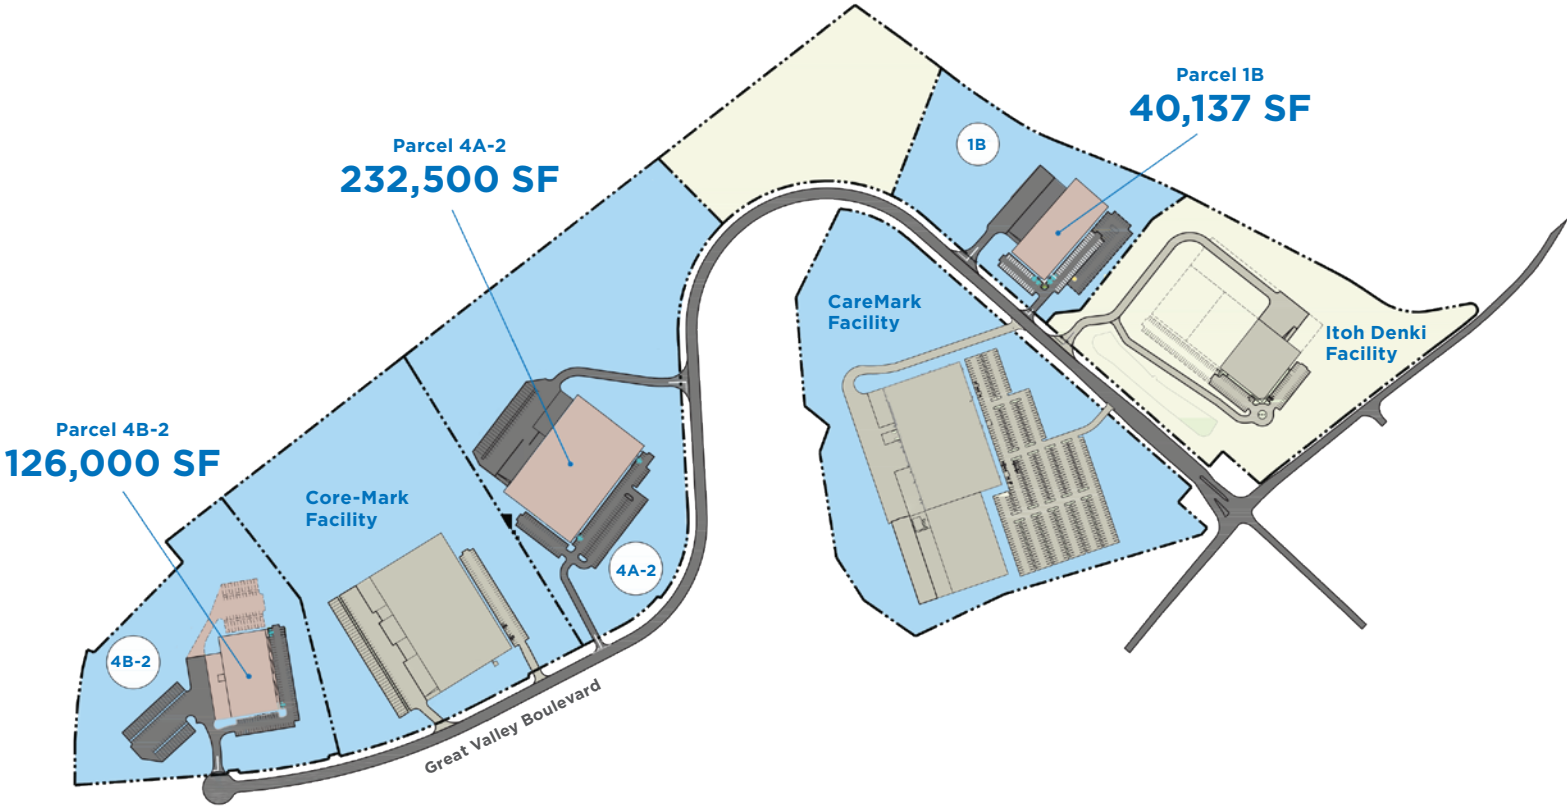 Parcel 1B
40,137 SF
1B
Parcel 4A-2
232,500 SF
CareMark
Facility
Itoh Denki
Facility
Parcel 4B-2
126,000 SF
Core-Mark
Facility
4A-2
4B-2
Great Valley Boulevard